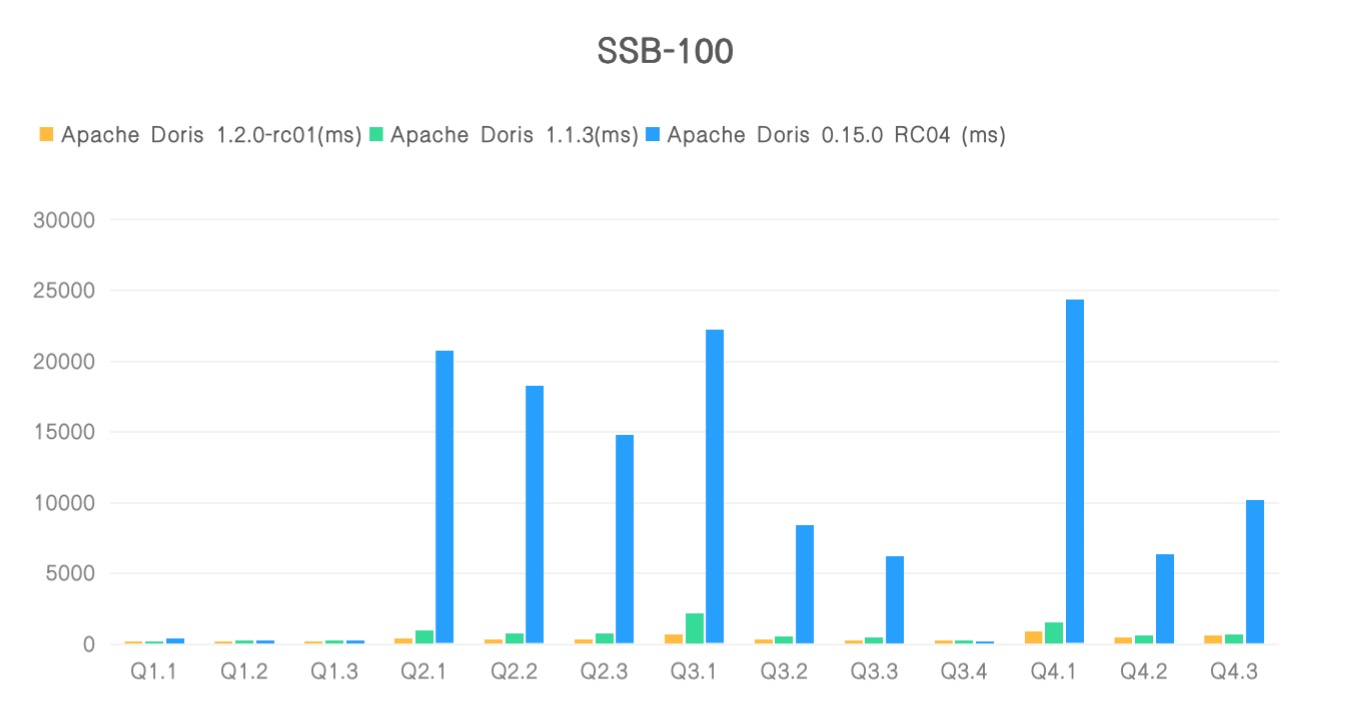 SSB-100
Apache Doris 1.2.0-rc01(ms) Apache Doris 1.1.3(ms) Apache Doris 0.15.0 RC04 (ms)
30000
25000
20000
15000
10000
5000
0
Q1.1 Q1.2 Q1.3 Q2.1 Q2.2 Q2.3 Q3.1 Q3.2 Q3.3 Q3.4 Q4.1 Q4.2 Q4.3